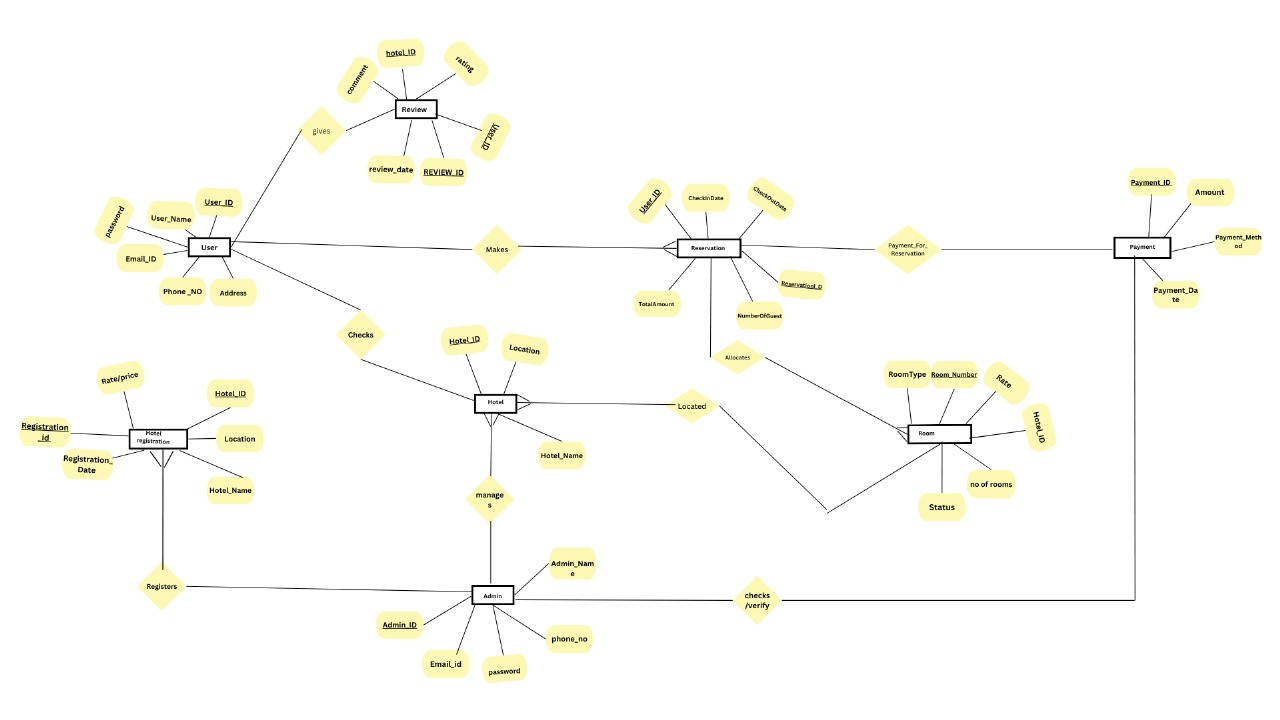 hotel_ID
comment
rating
Review
gives
User_ID
review_date
REVIEW_ID
password
User_Name
User_ID
User
Email_ID
Phone _NO
Address
Makes
User_ID
CheckInDate
CheckOutDate
Reservation
TotalAmount
NumberOfGuest
ReservationI_D
Payment_For_
Reservation
Payment_ID
Amount
Payment
Payment_Meth
od
Payment_Da
te
Checks
Hotel_ID
Location
Hotel
Hotel_Name
Allocates
Located
RoomType
Room_Number
Rate
Hotel_ID
Room
no of rooms
Status
Rate/price
Hotel_ID
Registration
_id
Hotel
registration
Location
Registration_
Date
Hotel_Name
manage
s
Registers
Admin
Admin_Nam
e
Admin_ID
Email_id
password
phone_no
checks
/verify